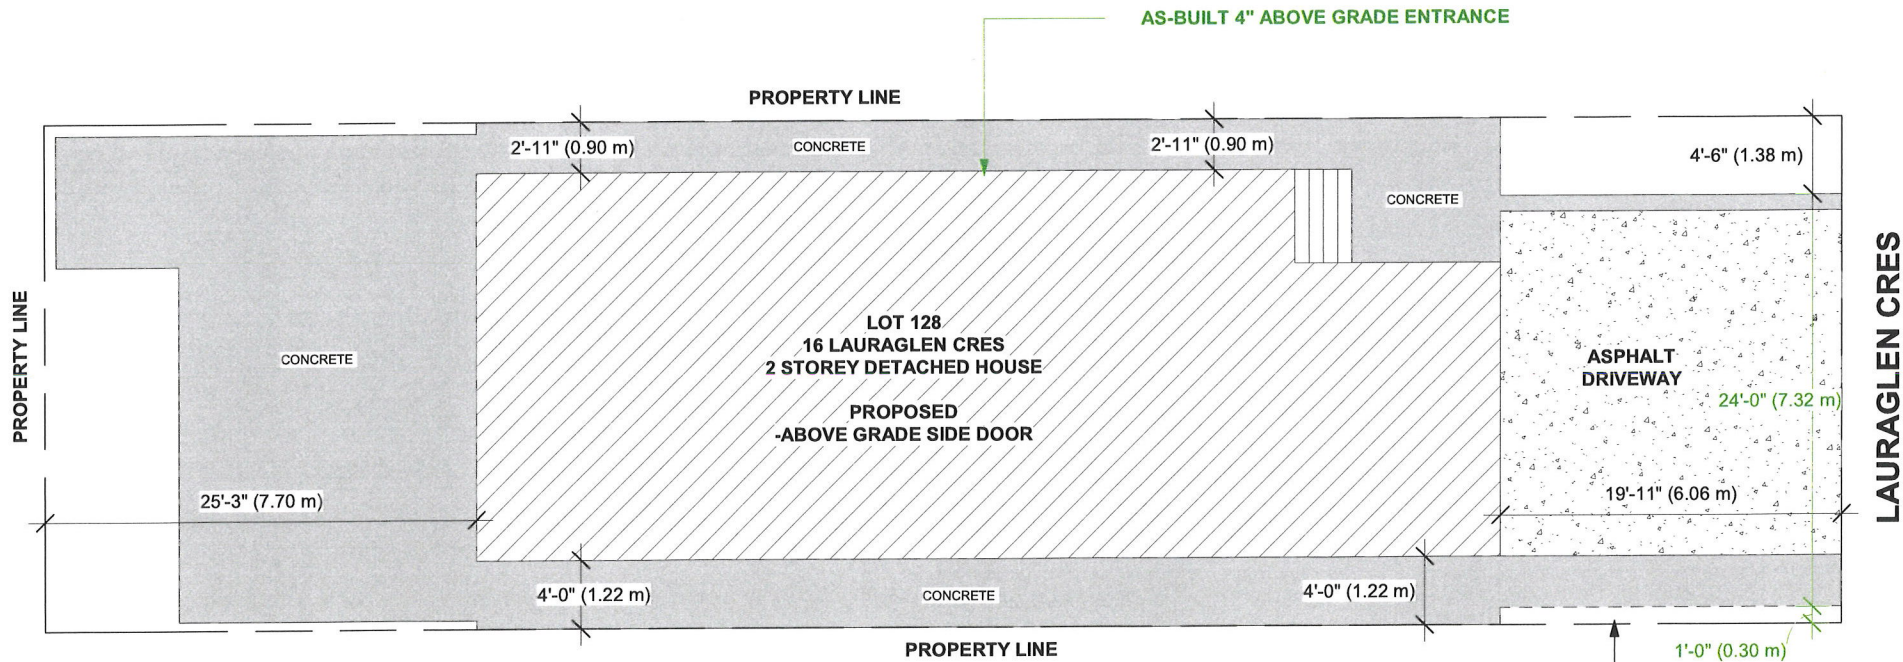 AS-BUILT 4" ABOVE GRADE ENTRANCE
PROPERTY LINE
2'-11" (0.90 m)
CONCRETE
2'-11" (0.90 m)
4'-6" (1.38 m)
CONCRETE
PROPERTY LINE
CONCRETE
LOT 128
16 LAURAGLEN CRES
2 STOREY DETACHED HOUSE
PROPOSED
-ABOVE GRADE SIDE DOOR
ASPHALT
DRIVEWAY
24'-0" (7.32 m)
LAURAGLEN CRES
25'-3" (7.70 m)
19'-11" (6.06 m)
4'-0" (1.22 m)
CONCRETE
4'-0" (1.22 m)
PROPERTY LINE
1'-0" (0.30 m)